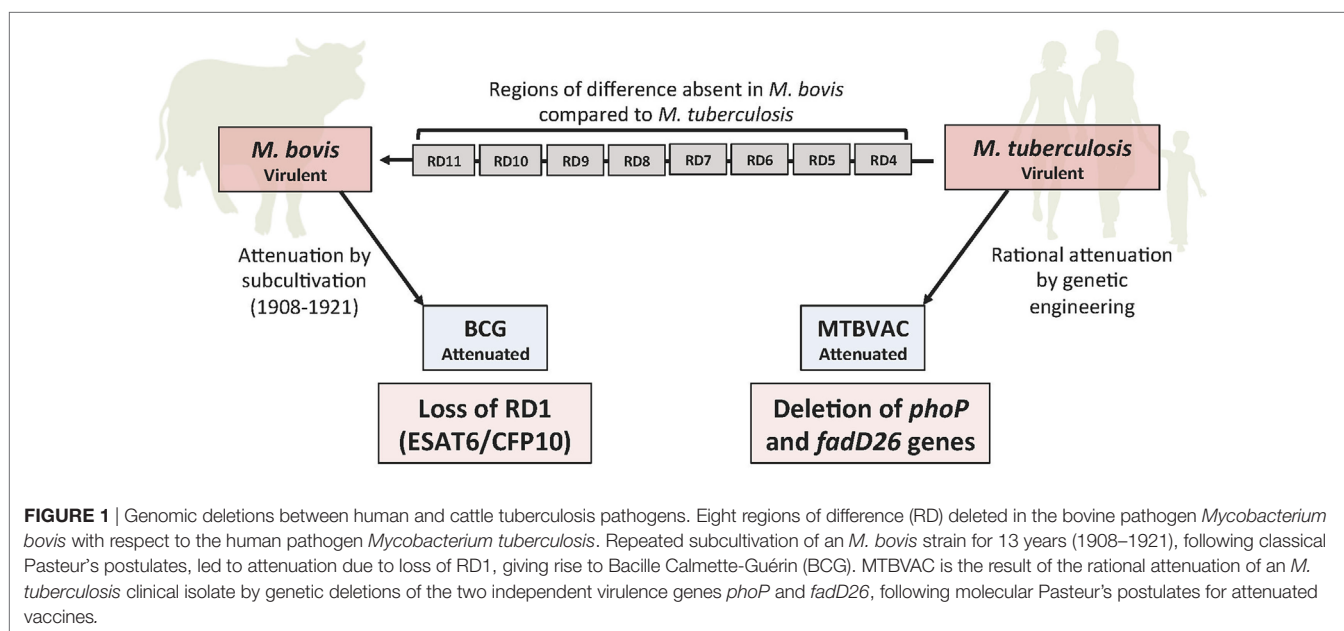 Regions of difference absent in M. bovis
compared to M. tuberculosis
M. bovis
Virulent
RD11
RD10
RD9
RD8
RD7
RD6
RD5
RD4
M. tuberculosis
Virulent
Attenuation by
subcultivation
(1908-1921)
Rational attenuation
by genetic
engineering
BCG
Attenuated
MTBVAC
Attenuated
Loss of RD1
(ESAT6/CFP10)
Deletion of phoP
and fadD26 genes
FIGURE 1 | Genomic deletions between human and cattle tuberculosis pathogens. Eight regions of difference (RD) deleted in the bovine pathogen Mycobacterium
bovis with respect to the human pathogen Mycobacterium tuberculosis. Repeated subcultivation of an M. bovis strain for 13 years (1908–1921), following classical
Pasteur’s postulates, led to attenuation due to loss of RD1, giving rise to Bacille Calmette-Guérin (BCG). MTBVAC is the result of the rational attenuation of an M.
tuberculosis clinical isolate by genetic deletions of the two independent virulence genes phoP and fadD26, following molecular Pasteur’s postulates for attenuated
vaccines.